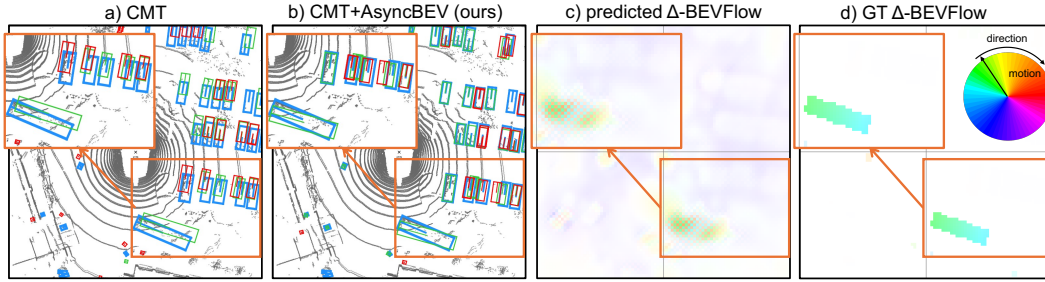 a) CMT
b) CMT+AsyncBEV (ours)
c) predicted Δ-BEVFlow
d) GT Δ-BEVFlow
direction
motion